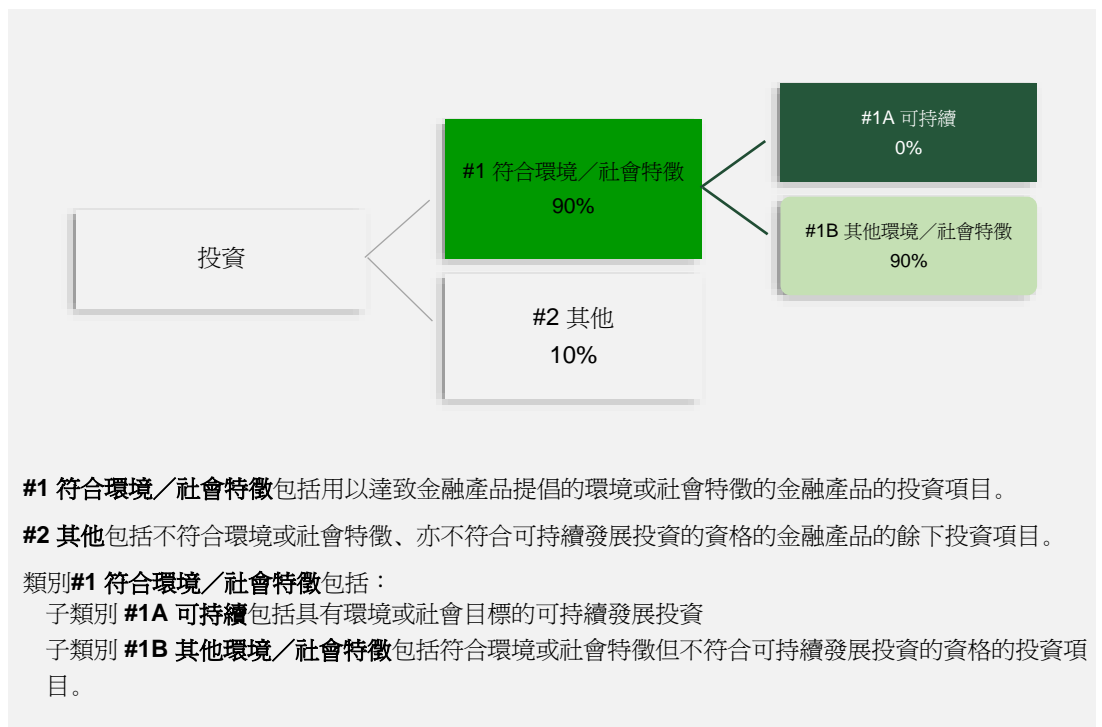 #1A 可持續
0%
#1 符合環境／社會特徵
90%
#1B 其他環境／社會特徵
90%
投資
#2 其他
10%
#1 符合環境／社會特徵包括用以達致金融產品提倡的環境或社會特徵的金融產品的投資項目。
#2 其他包括不符合環境或社會特徵、亦不符合可持續發展投資的資格的金融產品的餘下投資項目。
類別#1 符合環境／社會特徵包括：
子類別 #1A 可持續包括具有環境或社會目標的可持續發展投資
子類別 #1B 其他環境／社會特徵包括符合環境或社會特徵但不符合可持續發展投資的資格的投資項
目。